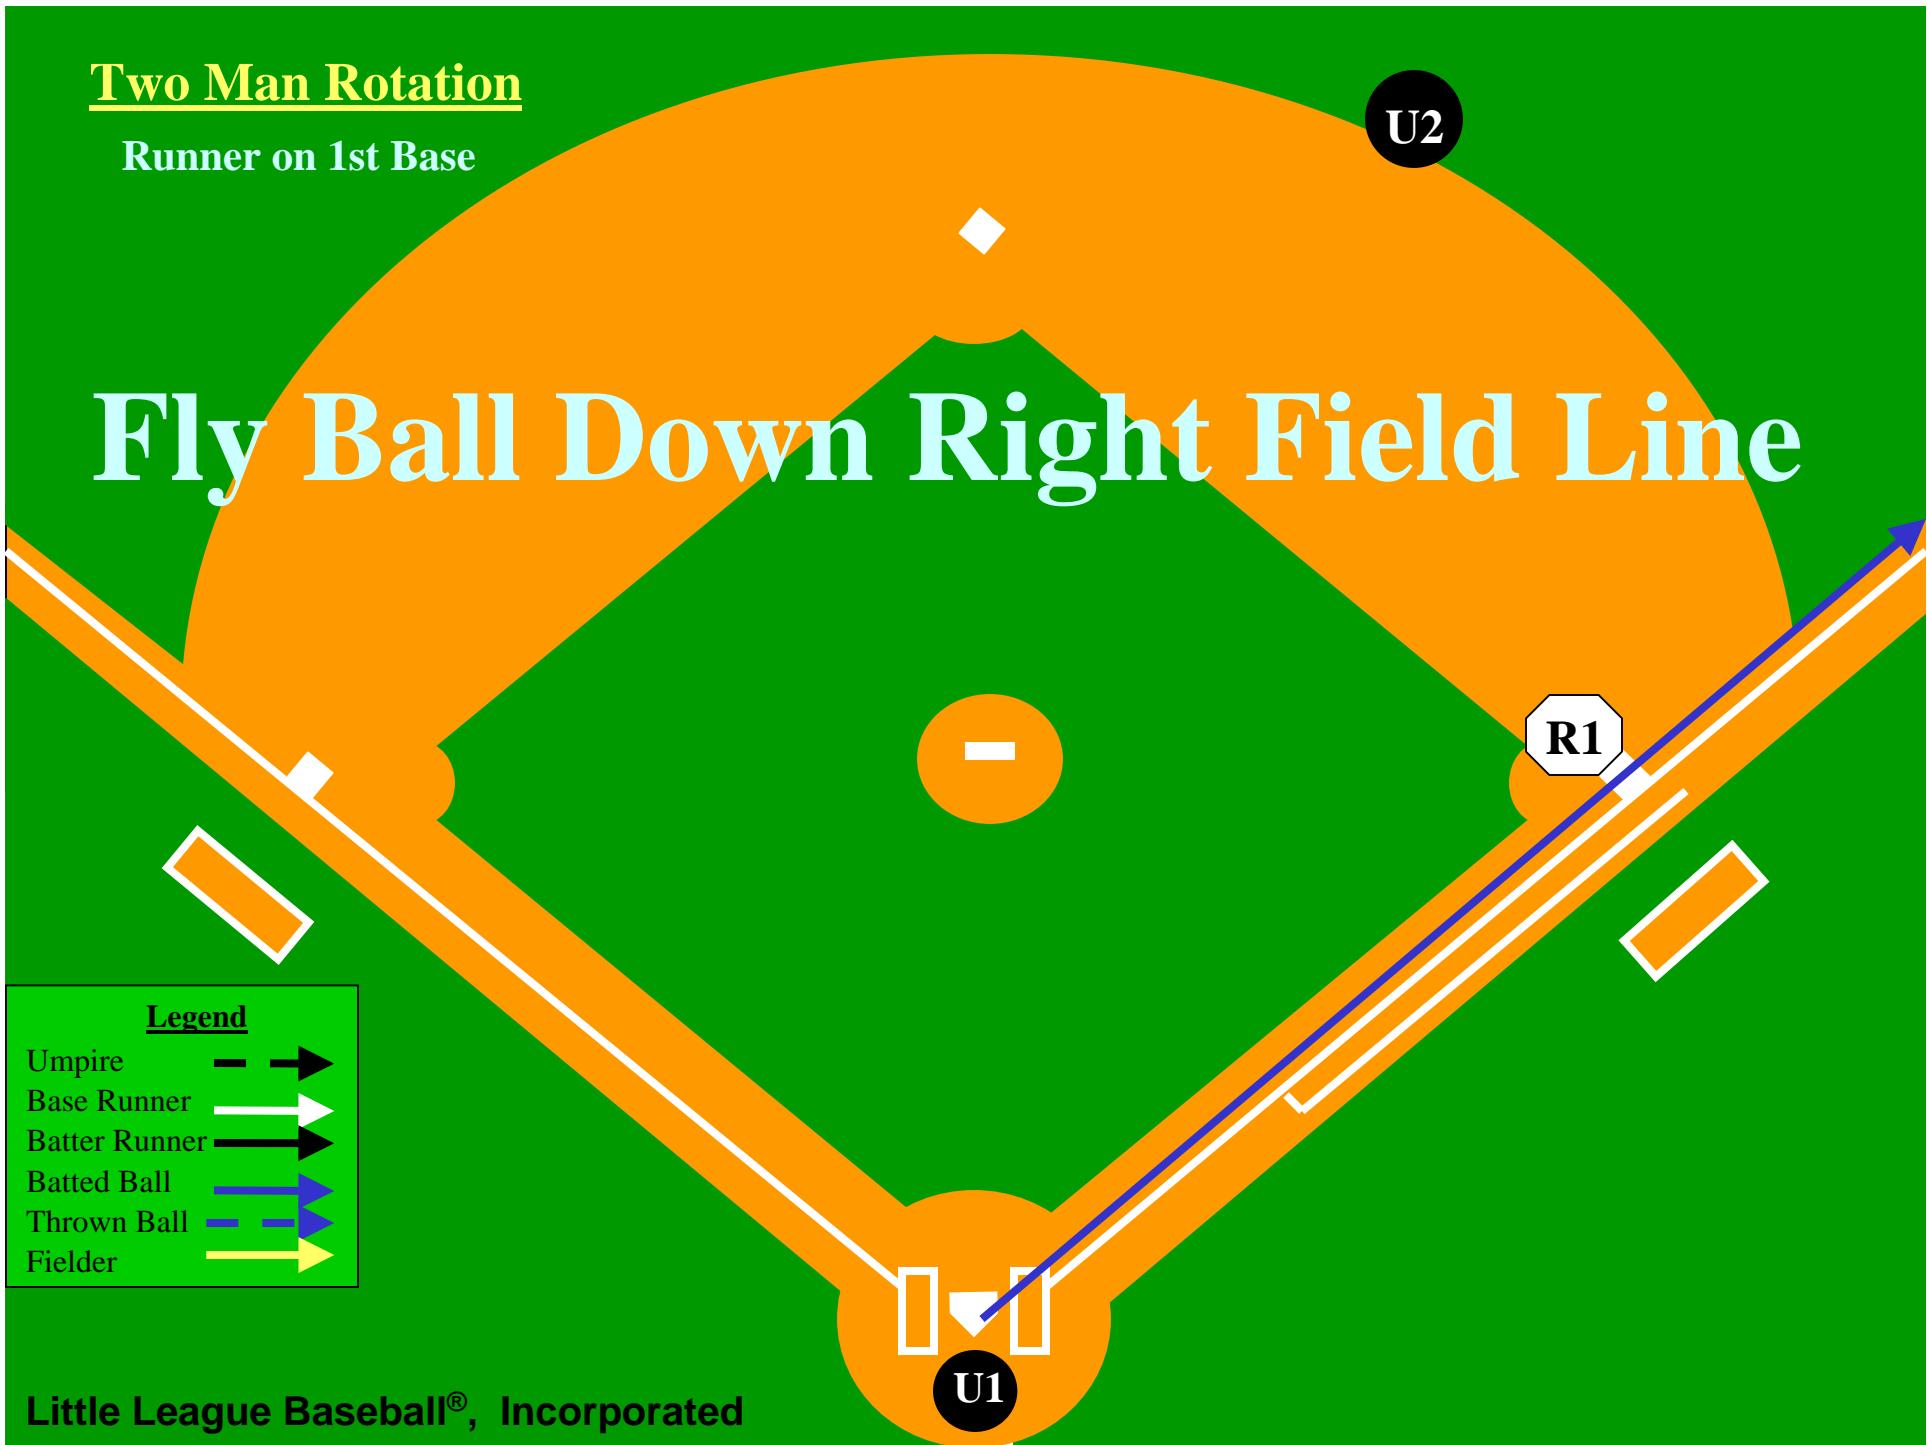 Two Man Rotation
Runner on 1st Base
U2
Fly Ball Down Right Field Line
R1
Legend
Umpire
Base Runner
Batter Runner
Batted Ball
Thrown Ball
Fielder
U1
Little League Baseball®, Incorporated